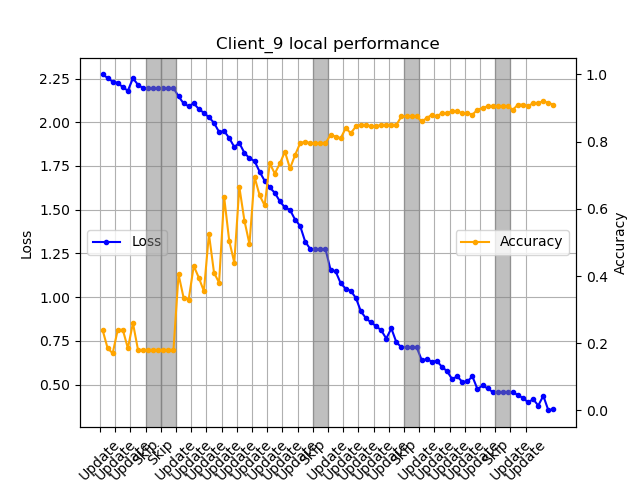 Client_9 local performance
Loss
2.25
2.00
1.75
1.50
1.25
1.00
0.75
0.50
Loss
Accuracy
1.0
0.8
0.6
0.4
0.2
0.0
Accuracy
Update
Update
Update
Skip
Skip
Update
Update
Update
Update
Update
Update
Update
Update
Update
Skip
Update
Update
Update
Update
Update
Skip
Update
Update
Update
Update
Update
Skip
Update
Update